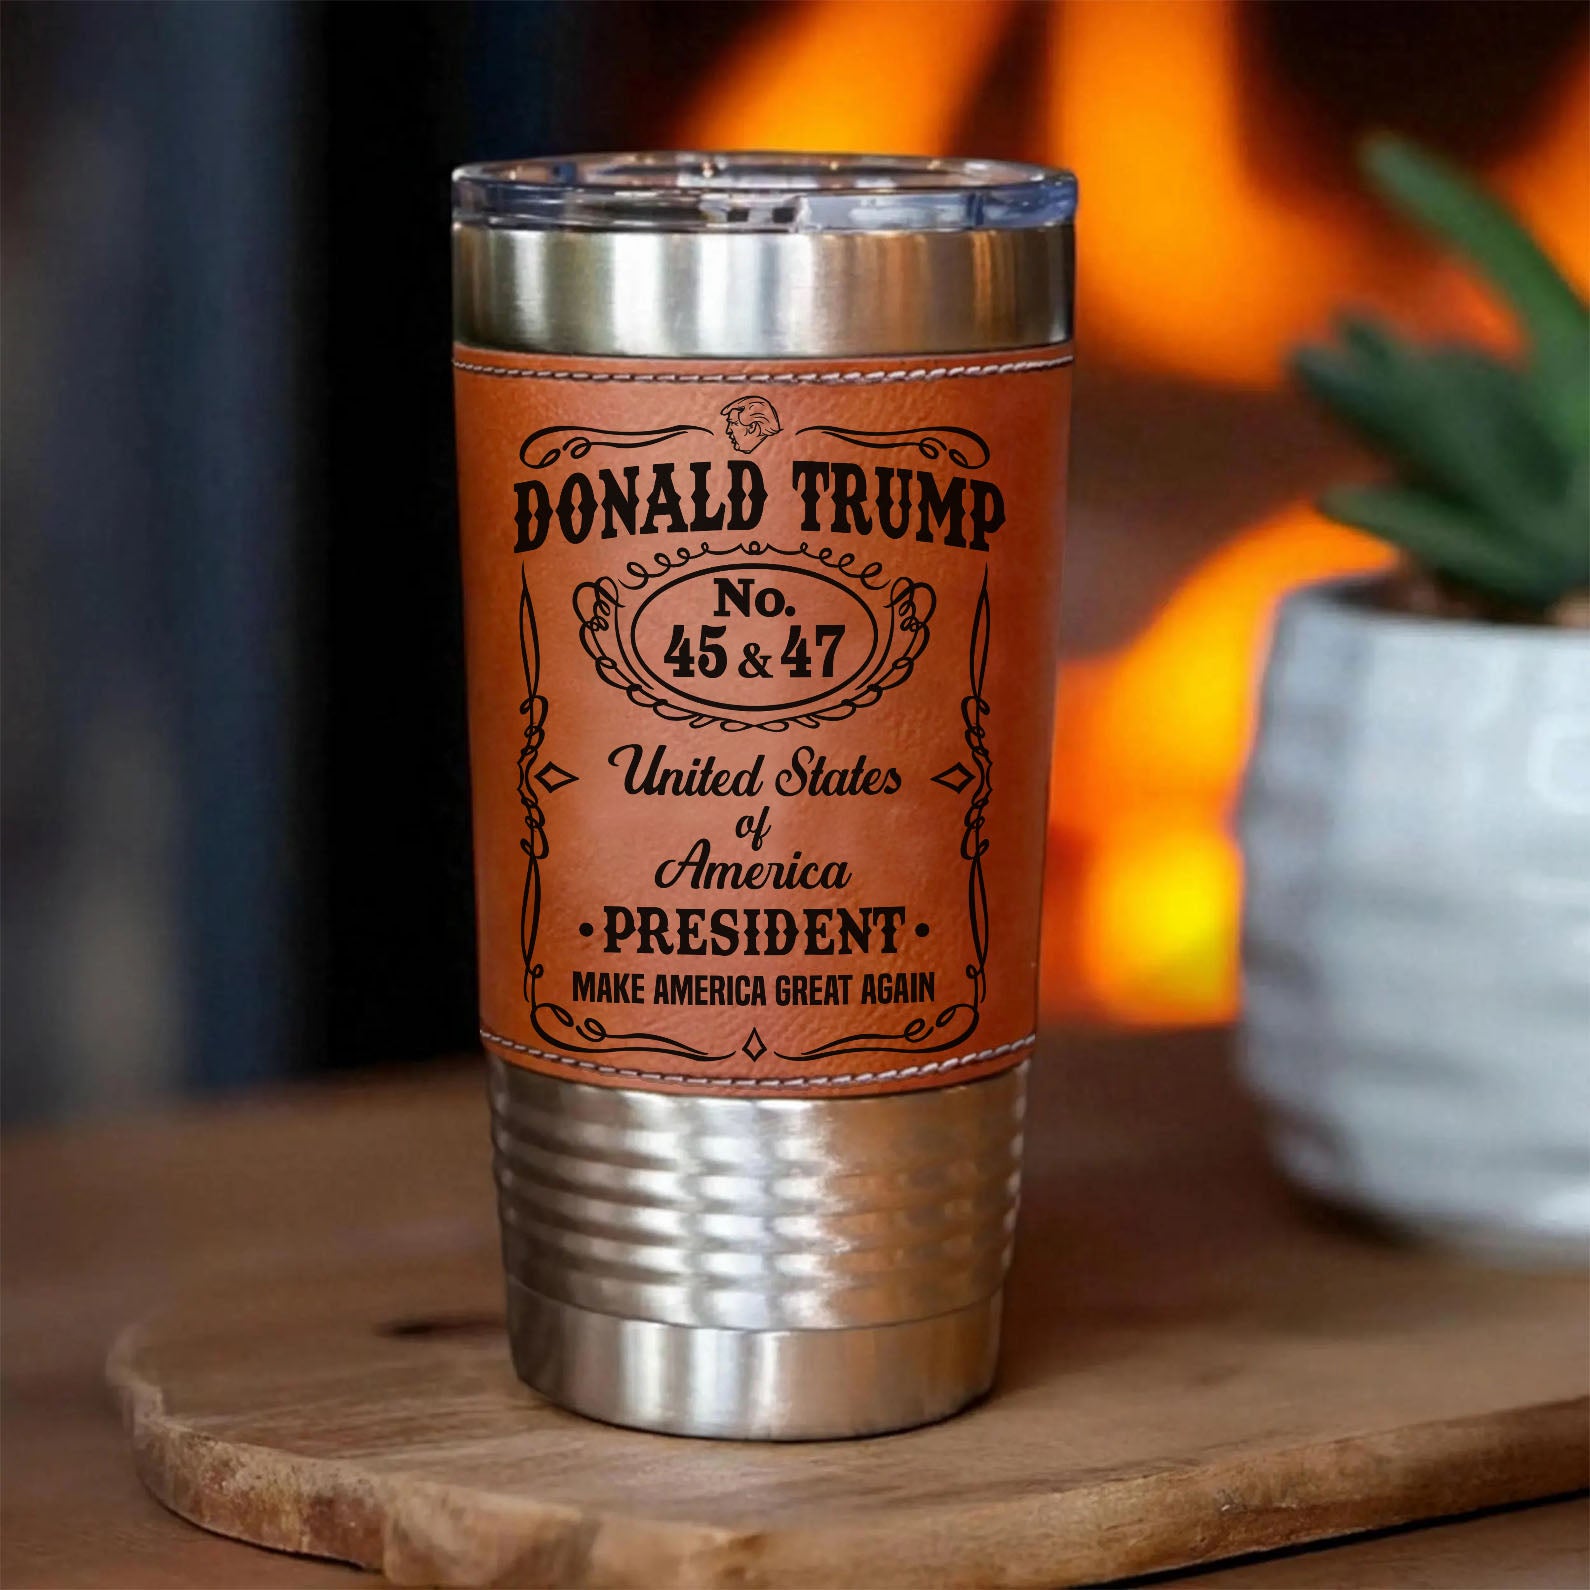 DONALD TRUMP
No.
45 & 47
United States
of
America
• PRESIDENT •
MAKE AMERICA GREAT AGAIN